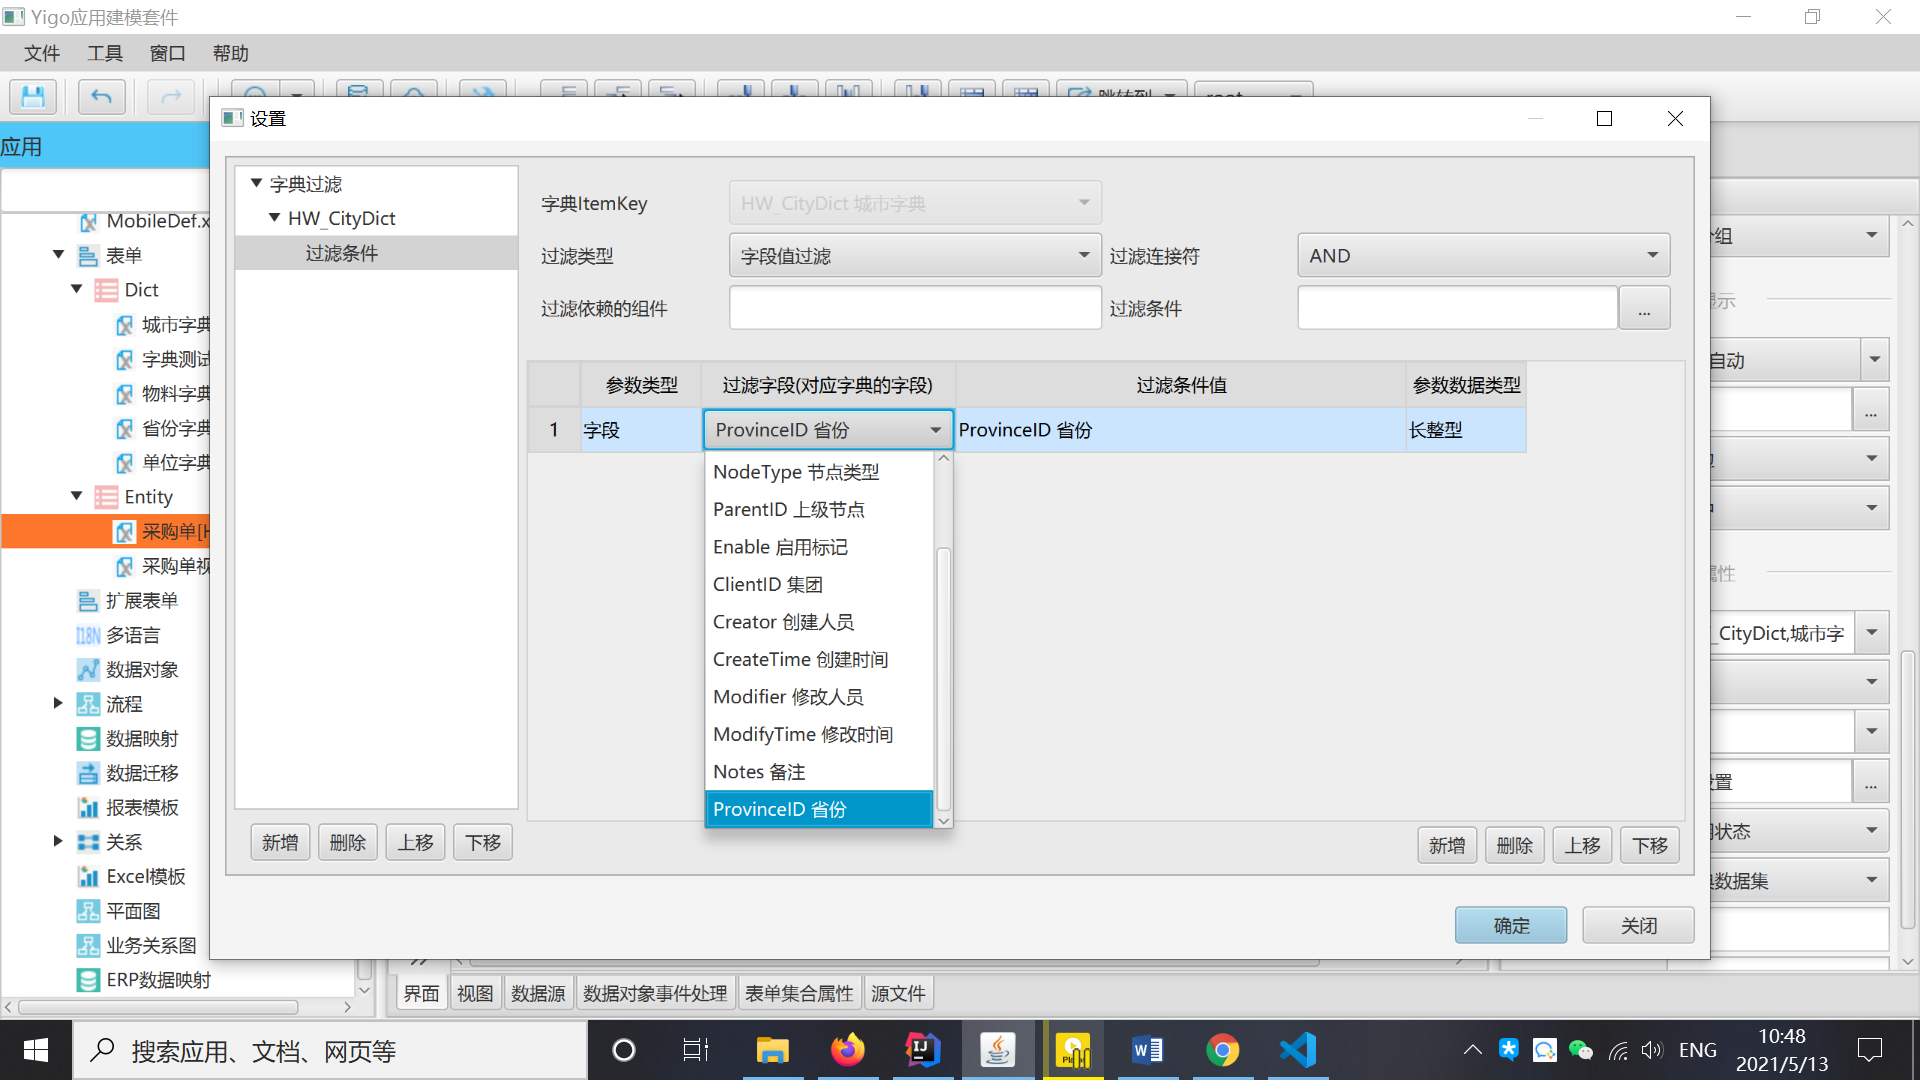 Yigo应用建模套件
文件 工具 窗口 帮助
跳转到
root
应用
MobileDef.x
表单
Dict
城市字典
字典测试
物料字典
省份字典
单位字典
Entity
采购单[H
采购单视
扩展表单
多语言
数据对象
流程
数据映射
数据迁移
报表模板
关系
Excel模板
平面图
业务关系图
ERP数据映射
设置
字典过滤
HW_CityDict
过滤条件
新增 删除 上移 下移
字典ItemKey HW_CityDict 城市字典
过滤类型 字段值过滤 过滤连接符 AND
过滤依赖的组件 过滤条件 ...
参数类型 过滤字段(对应字典的字段) 过滤条件值 参数数据类型
1 字段 ProvinceID 省份 ProvinceID 省份 长整型
NodeType 节点类型
ParentID 上级节点
Enable 启用标记
ClientID 集团
Creator 创建人员
CreateTime 创建时间
Modifier 修改人员
ModifyTime 修改时间
Notes 备注
ProvinceID 省份
新增 删除 上移 下移
确定 关闭
组
显示
自动
...
属性
_CityDict,城市字
设置
...
状态
数据集
界面 视图 数据源 数据对象事件处理 表单集合属性 源文件
搜索应用、文档、网页等
ENG
10:48
2021/5/13